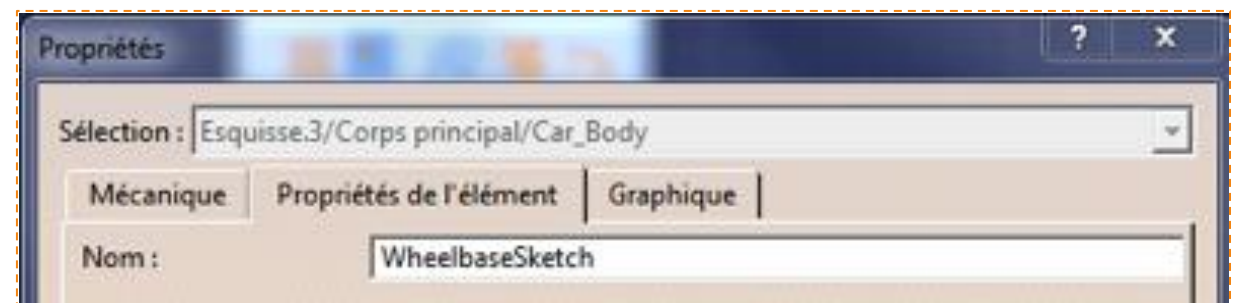 Propriétés ? x
Sélection : Esquisse.3/Corps principal/Car_Body
Mécanique Propriétés de l'élément Graphique
Nom : WheelbaseSketch